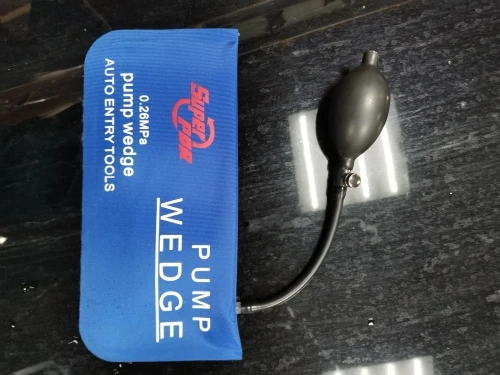 Super
PDR
0.26MPa
pump wedge
AUTO ENTRY TOOLS
PUMP
WEDGE